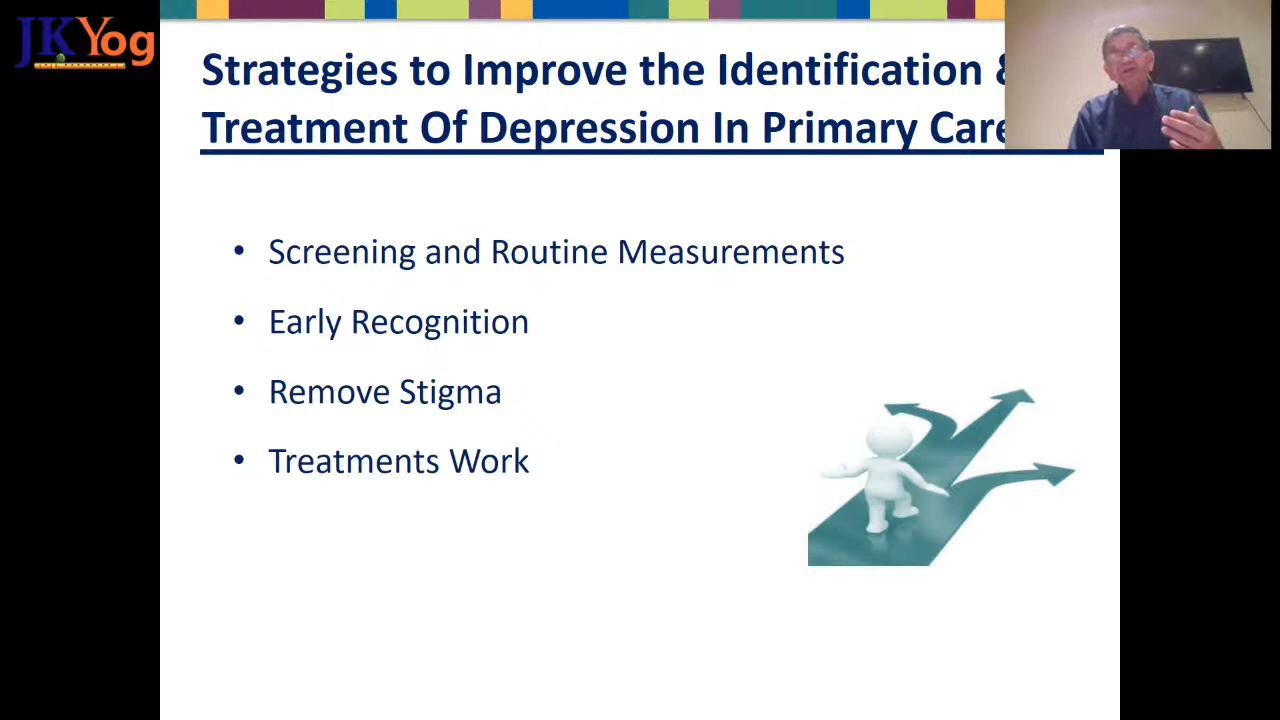 JKYog
Strategies to Improve the Identification &
Treatment Of Depression In Primary Care
• Screening and Routine Measurements
• Early Recognition
• Remove Stigma
• Treatments Work